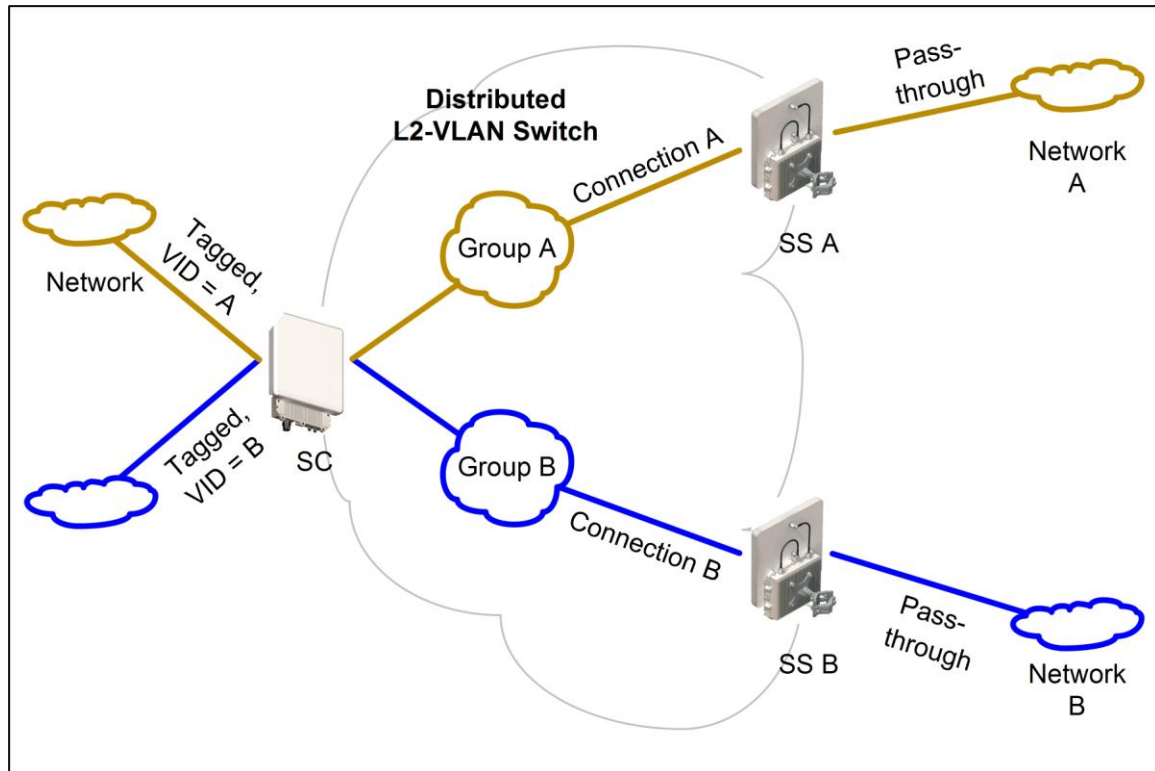 Distributed
L2-VLAN Switch
Pass-
through
Network
A
Connection A
SS A
Group A
Tagged,
VID = A
Network
SC
Tagged,
VID = B
Group B
Connection B
SS B
Pass-
through
Network
B